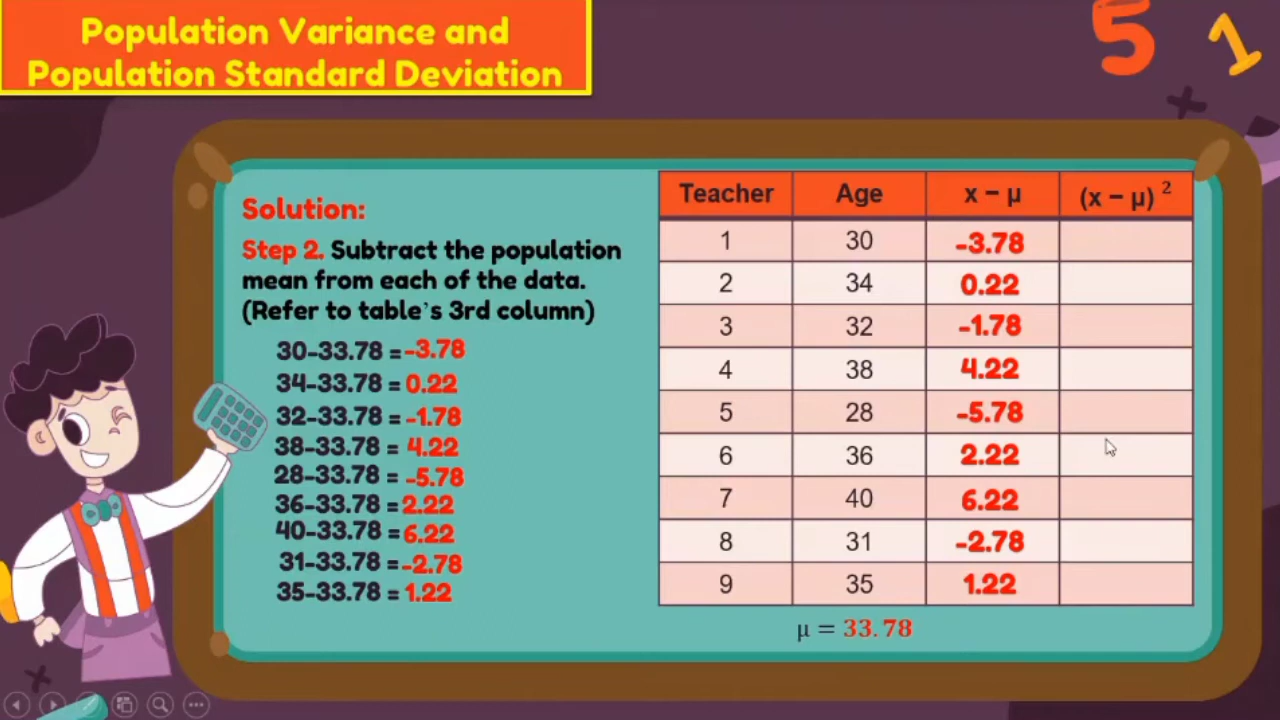 Population Variance and
Population Standard Deviation
5 1
Solution:
Step 2. Subtract the population
mean from each of the data.
(Refer to table's 3rd column)
30-33.78 = -3.78
34-33.78 = 0.22
32-33.78 = -1.78
38-33.78 = 4.22
28-33.78 = -5.78
36-33.78 = 2.22
40-33.78 = 6.22
31-33.78 = -2.78
35-33.78 = 1.22
Teacher Age x − μ (x − μ) ²
1 30 -3.78
2 34 0.22
3 32 -1.78
4 38 4.22
5 28 -5.78
6 36 2.22
7 40 6.22
8 31 -2.78
9 35 1.22
μ = 33.78